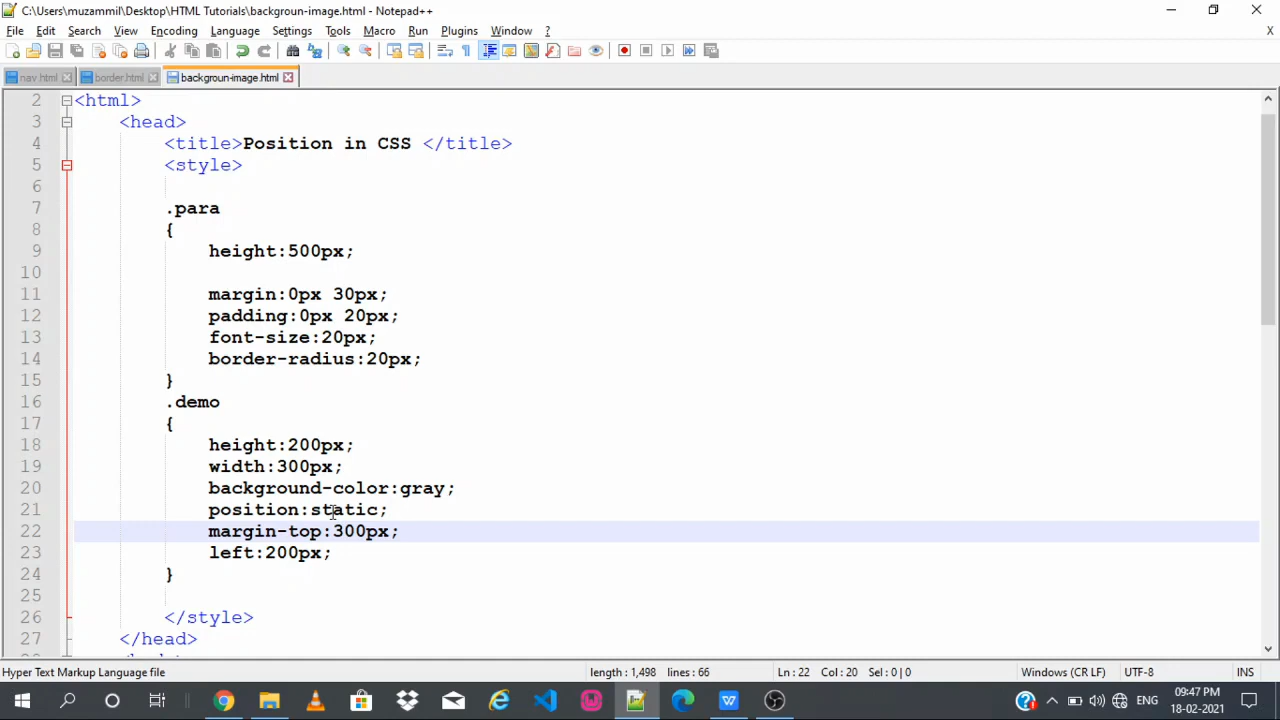 C:\Users\muzammil\Desktop\HTML Tutorials\backgroun-image.html - Notepad++
File Edit Search View Encoding Language Settings Tools Macro Run Plugins Window ? X
nav.html border.html backgroun-image.html
2 <html>
3 <head>
4 <title>Position in CSS </title>
5 <style>
6
7 .para
8 {
9 height:500px;
10
11 margin:0px 30px;
12 padding:0px 20px;
13 font-size:20px;
14 border-radius:20px;
15 }
16 .demo
17 {
18 height:200px;
19 width:300px;
20 background-color:gray;
21 position:static;
22 margin-top:300px;
23 left:200px;
24 }
25
26 </style>
27 </head>
Hyper Text Markup Language file length : 1,498 lines : 66 Ln : 22 Col : 20 Sel : 0 | 0 Windows (CR LF) UTF-8 INS
ENG
09:47 PM
18-02-2021